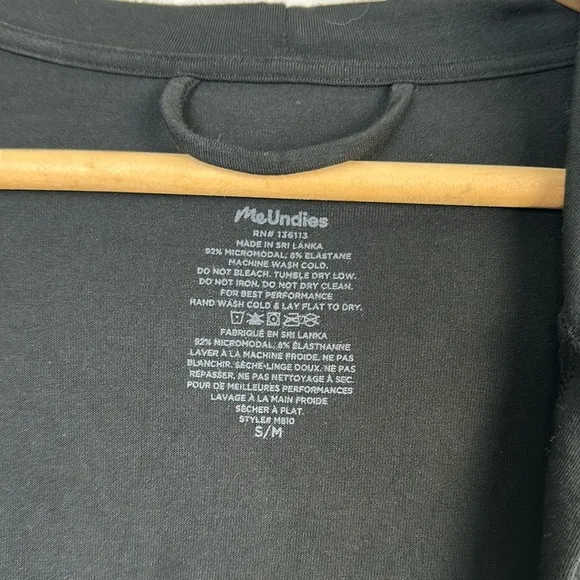 MeUndies
RN# 136113
MADE IN SRI LANKA
92% MICROMODAL, 8% ELASTANE
MACHINE WASH COLD.
DO NOT BLEACH. TUMBLE DRY LOW.
DO NOT IRON. DO NOT DRY CLEAN.
FOR BEST PERFORMANCE
HAND WASH COLD & LAY FLAT TO DRY.
FABRIQUÉ EN SRI LANKA
92% MICROMODAL, 8% ÉLASTHANNE
LAVER À LA MACHINE FROIDE. NE PAS
BLANCHIR. SÈCHE-LINGE DOUX. NE PAS
REPASSER. NE PAS NETTOYAGE À SEC.
POUR DE MEILLEURES PERFORMANCES
LAVAGE À LA MAIN FROIDE
SÉCHER À PLAT.
STYLE# M810
S/M